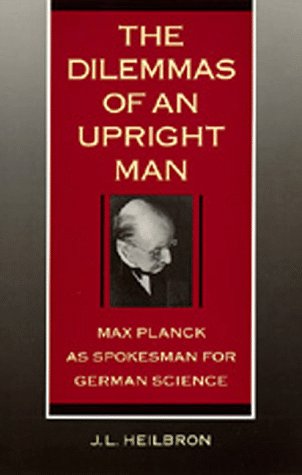 THE
DILEMMAS
OF AN
UPRIGHT
MAN
MAX PLANCK
AS SPOKESMAN FOR
GERMAN SCIENCE
J.L. HEILBRON